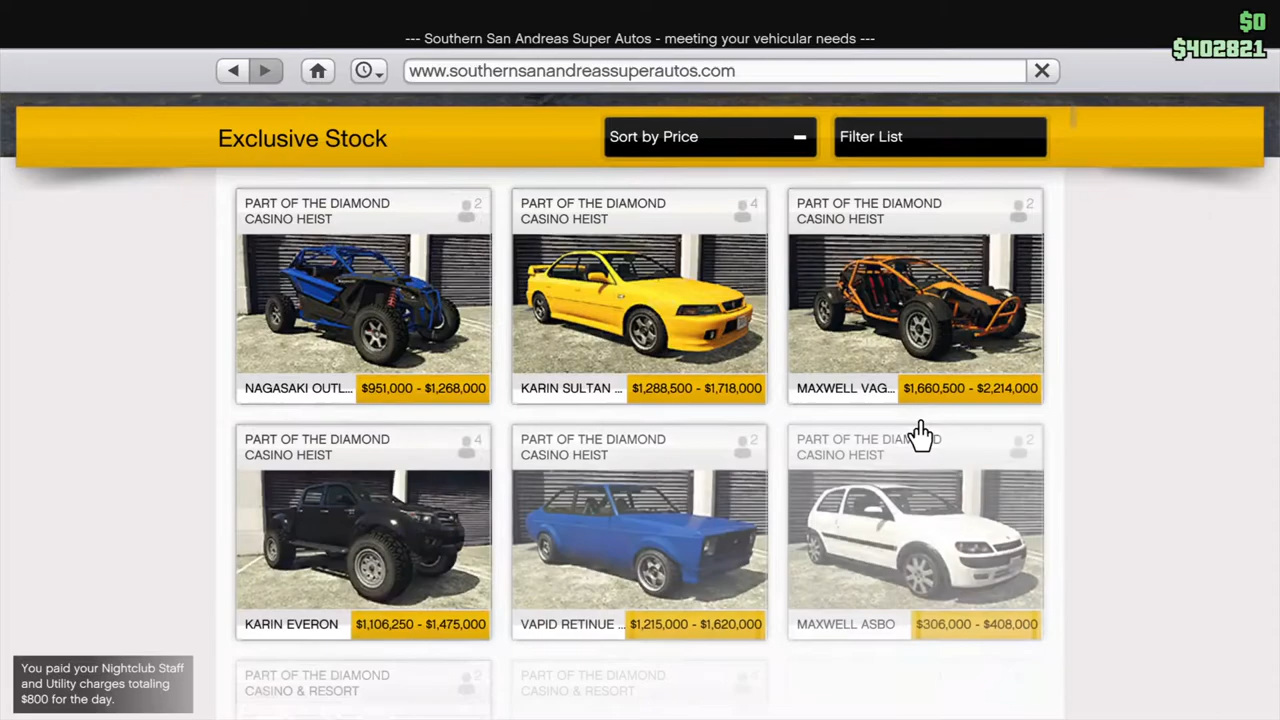 $0
$402821
--- Southern San Andreas Super Autos - meeting your vehicular needs ---
www.southernsanandreassuperautos.com
Exclusive Stock
Sort by Price
Filter List
PART OF THE DIAMOND
CASINO HEIST
2
NAGASAKI OUTL...
$951,000 - $1,268,000
PART OF THE DIAMOND
CASINO HEIST
4
KARIN SULTAN ...
$1,288,500 - $1,718,000
PART OF THE DIAMOND
CASINO HEIST
2
MAXWELL VAG...
$1,660,500 - $2,214,000
PART OF THE DIAMOND
CASINO HEIST
4
KARIN EVERON
$1,106,250 - $1,475,000
PART OF THE DIAMOND
CASINO HEIST
2
VAPID RETINUE ...
$1,215,000 - $1,620,000
PART OF THE DIAMOND
CASINO HEIST
2
MAXWELL ASBO
$306,000 - $408,000
PART OF THE DIAMOND
CASINO & RESORT
2
PART OF THE DIAMOND
CASINO & RESORT
You paid your Nightclub Staff
and Utility charges totaling
$800 for the day.